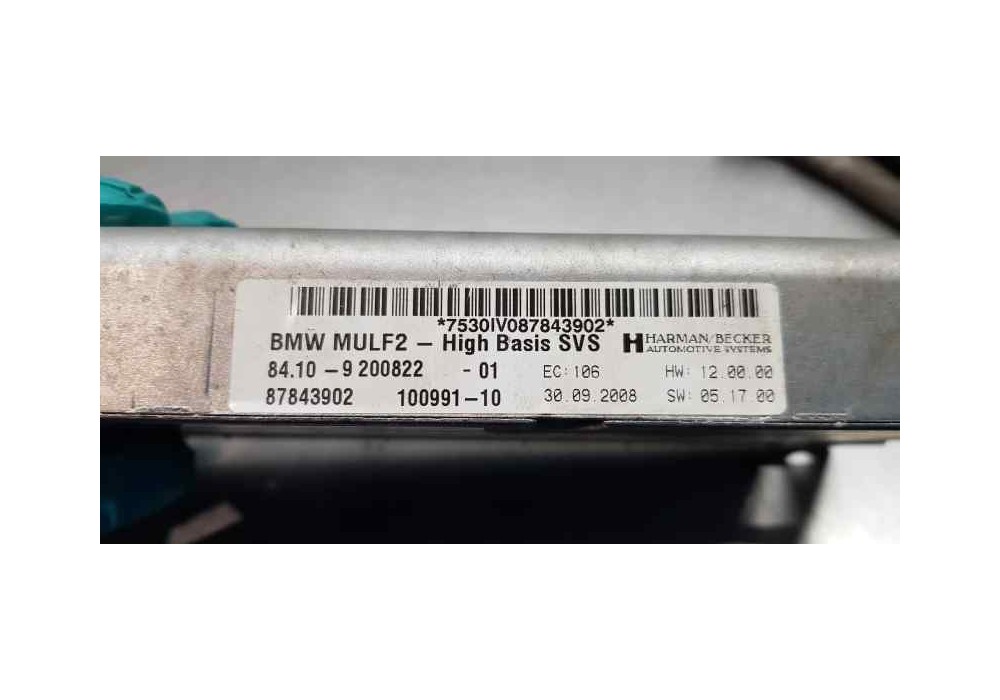 *7530IV087843902*
BMW MULF2 - High Basis SVS
HARMAN/BECKER
AUTOMOTIVE SYSTEMS
84.10 - 9 200822 - 01 EC: 106 HW: 12.00.00
87843902 100991-10 30.09.2008 SW: 05.17.00